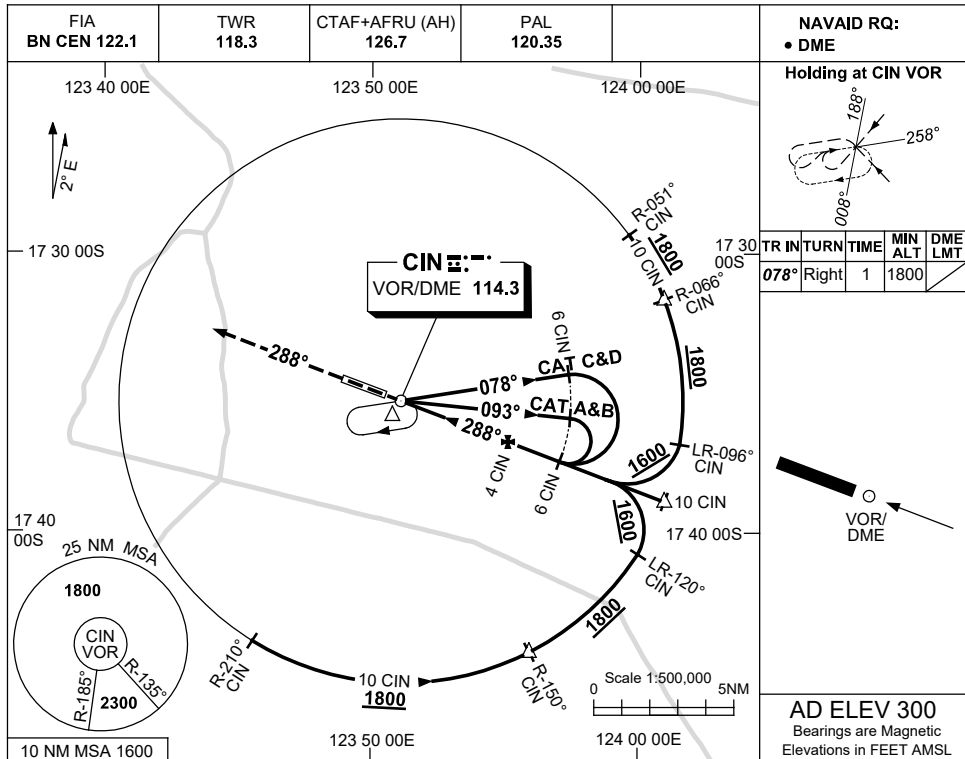 FIA
BN CEN 122.1
TWR
118.3
CTAF+AFRU (AH)
126.7
PAL
120.35
NAVAID RQ:
• DME
123 40 00E
123 50 00E
124 00 00E
Holding at CIN VOR
188°
258°
008°
2° E
R-051°
CIN
17 30 00S
10 CIN
1800
17 30
00S
TR IN
TURN
TIME
MIN
ALT
DME
LMT
078°
Right
1
1800
CIN
VOR/DME 114.3
R-066°
CIN
6 CIN
288°
CAT C&D
078°
1800
CAT A&B
093°
288°
4 CIN
6 CIN
1600
LR-096°
CIN
10 CIN
VOR/
DME
17 40
00S
1600
17 40 00S
25 NM MSA
LR-120°
CIN
1800
1800
CIN
VOR
R-185°
R-135°
2300
R-210°
CIN
10 CIN
1800
R-150°
CIN
Scale 1:500,000
0
5NM
AD ELEV 300
Bearings are Magnetic
Elevations in FEET AMSL
10 NM MSA 1600
123 50 00E
124 00 00E